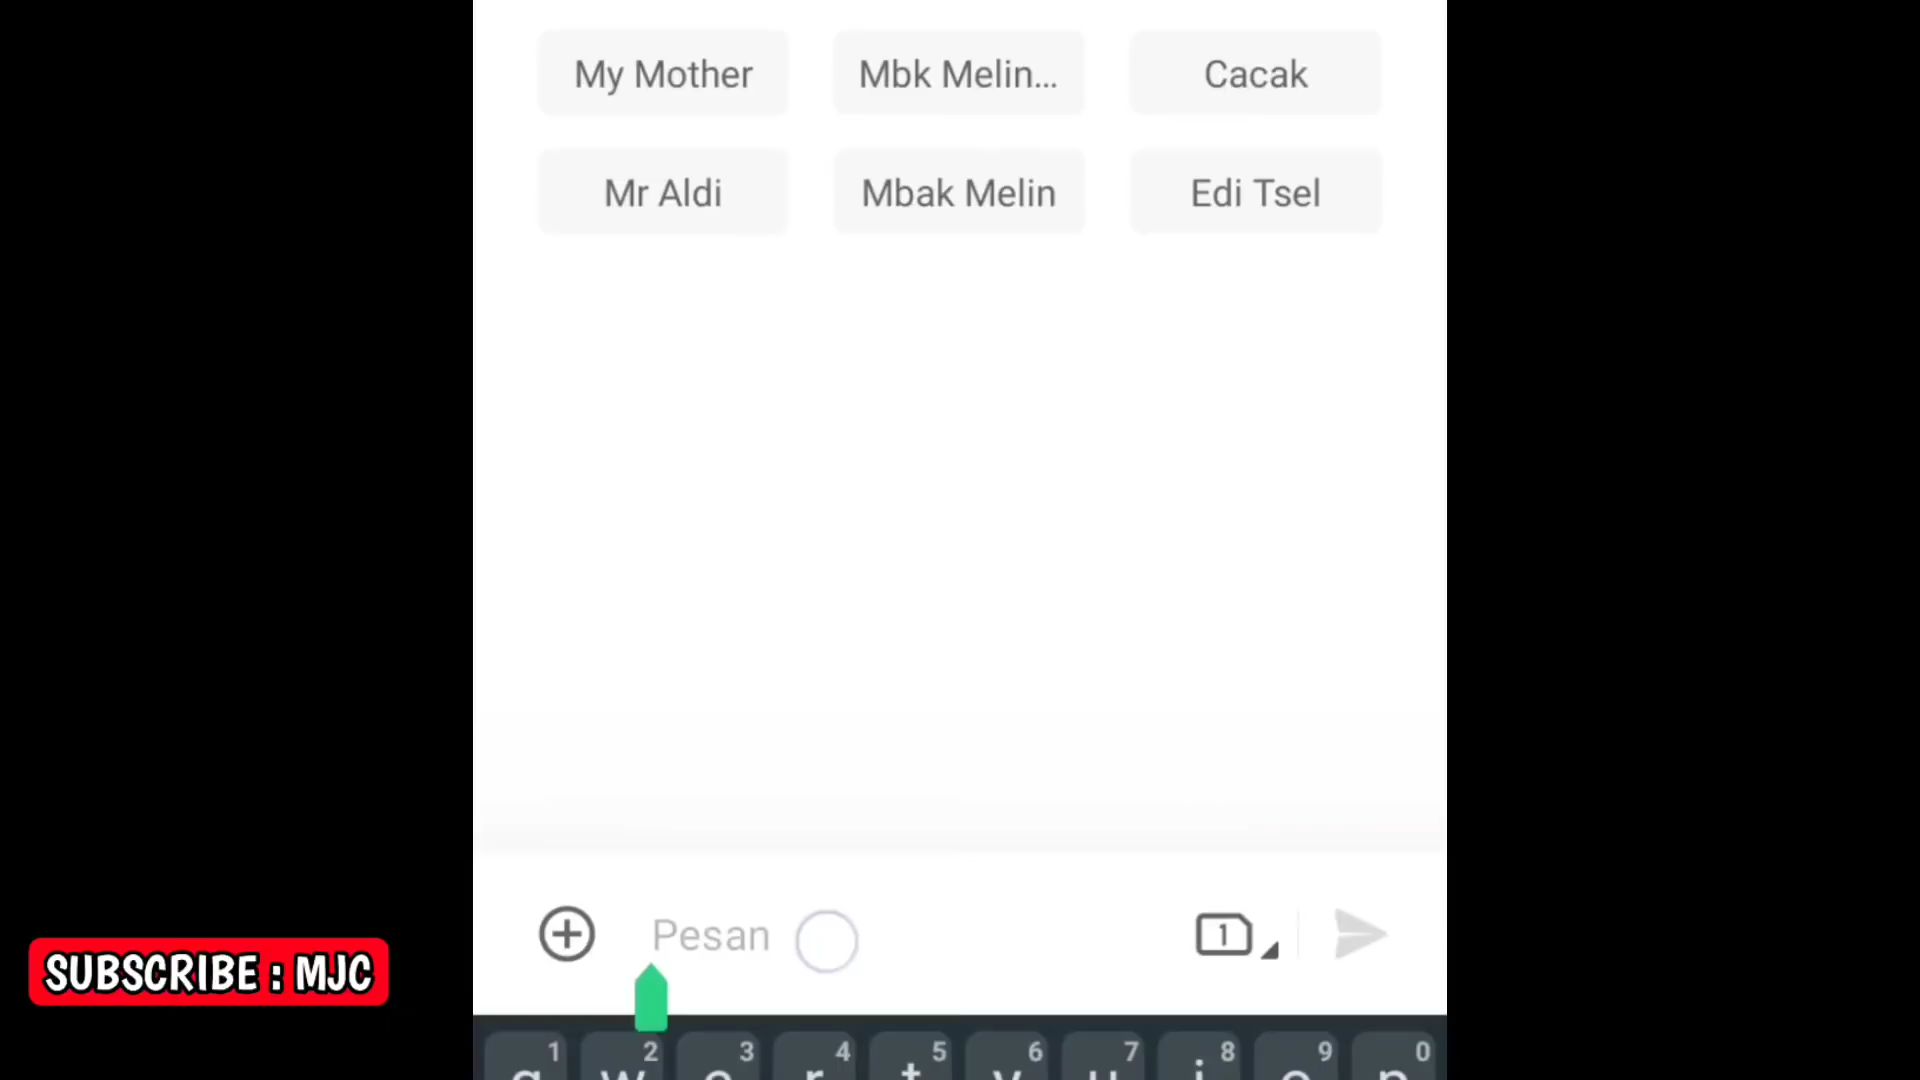 My Mother Mbk Melin... Cacak
Mr Aldi Mbak Melin Edi Tsel
Pesan 1
SUBSCRIBE : MJC
1 2 3 4 5 6 7 8 9 0
q w e r t y u i o p